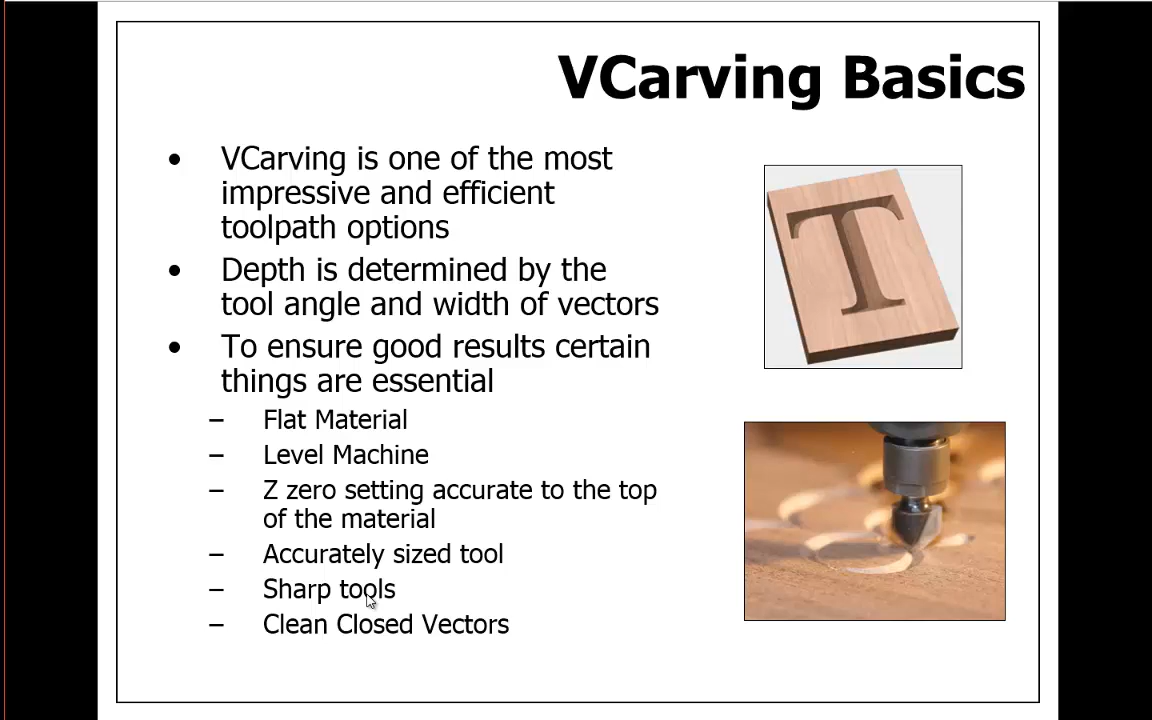 VCarving Basics
• VCarving is one of the most
impressive and efficient
toolpath options
• Depth is determined by the
tool angle and width of vectors
• To ensure good results certain
things are essential
– Flat Material
– Level Machine
– Z zero setting accurate to the top
of the material
– Accurately sized tool
– Sharp tools
– Clean Closed Vectors
T